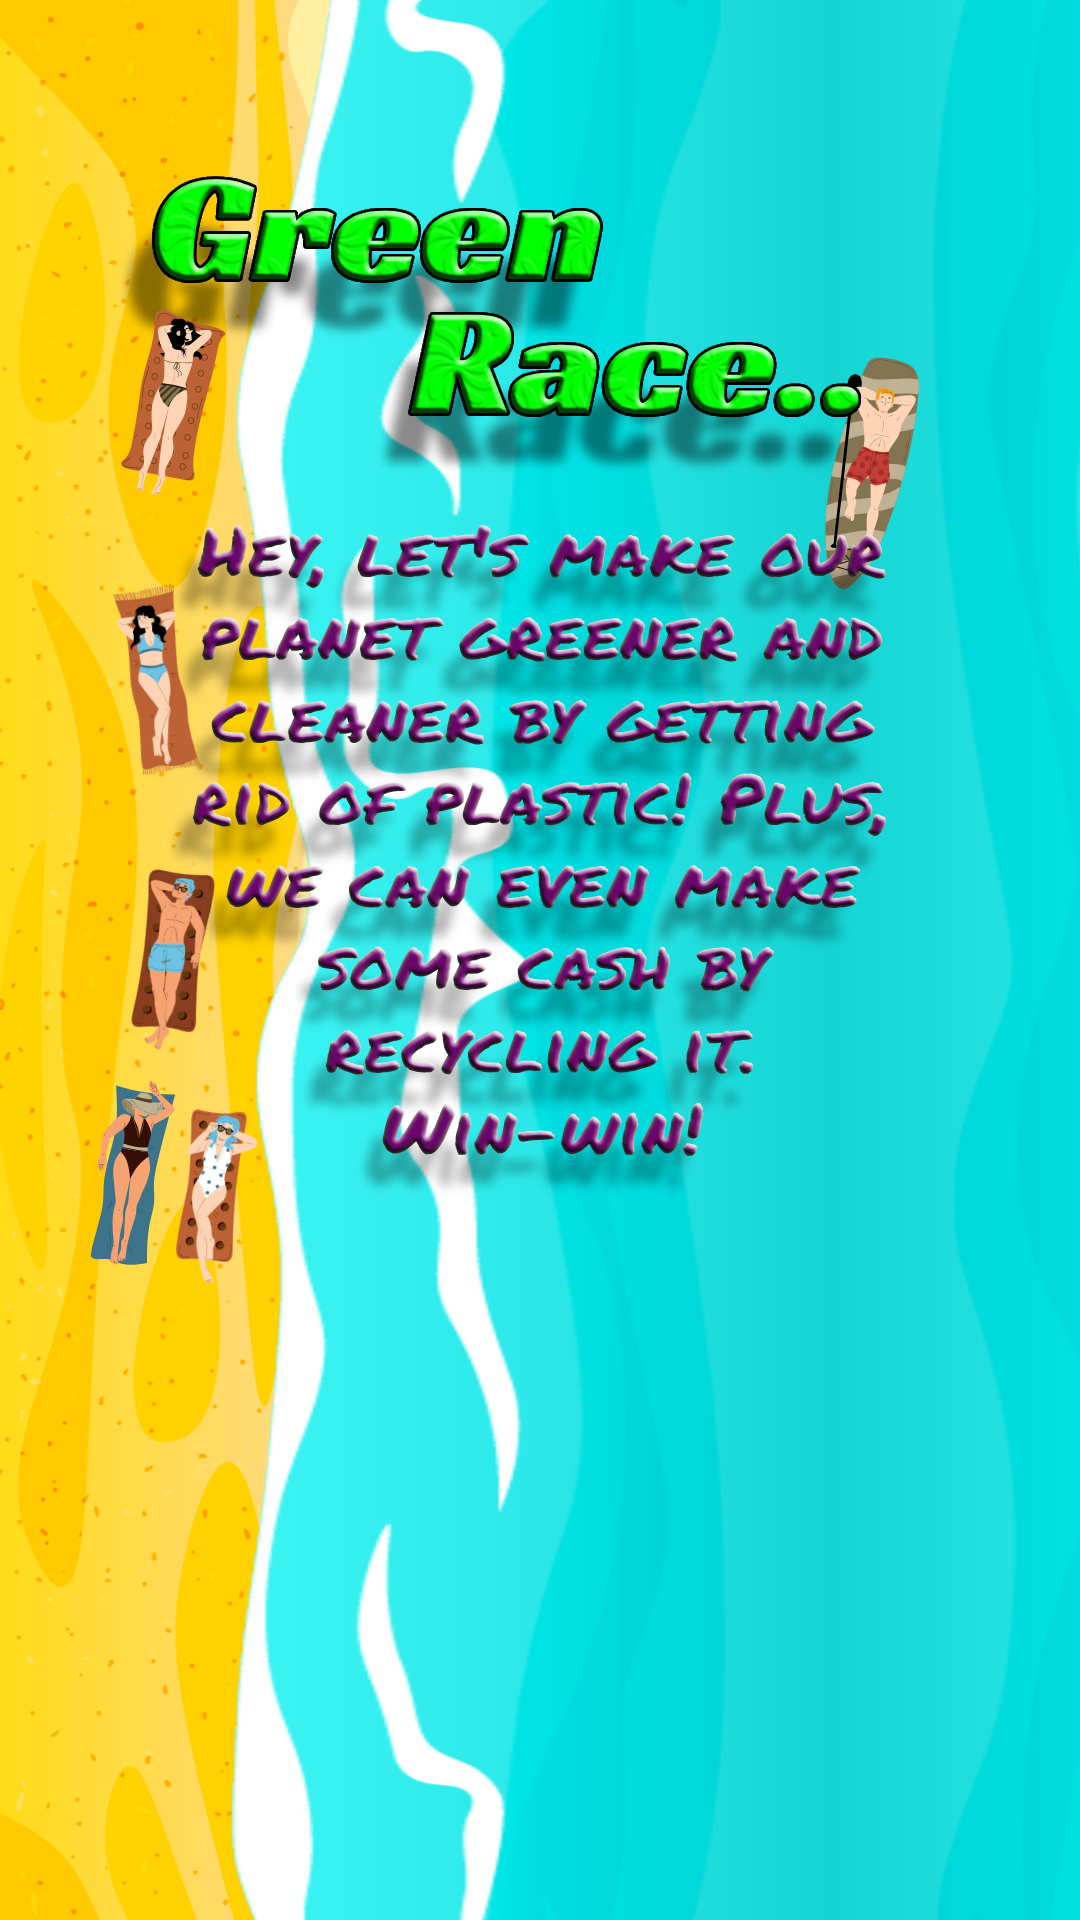 Green
Race..
Hey, let's make our
planet greener and
cleaner by getting
rid of plastic! Plus,
we can even make
some cash by
recycling it.
Win-win!